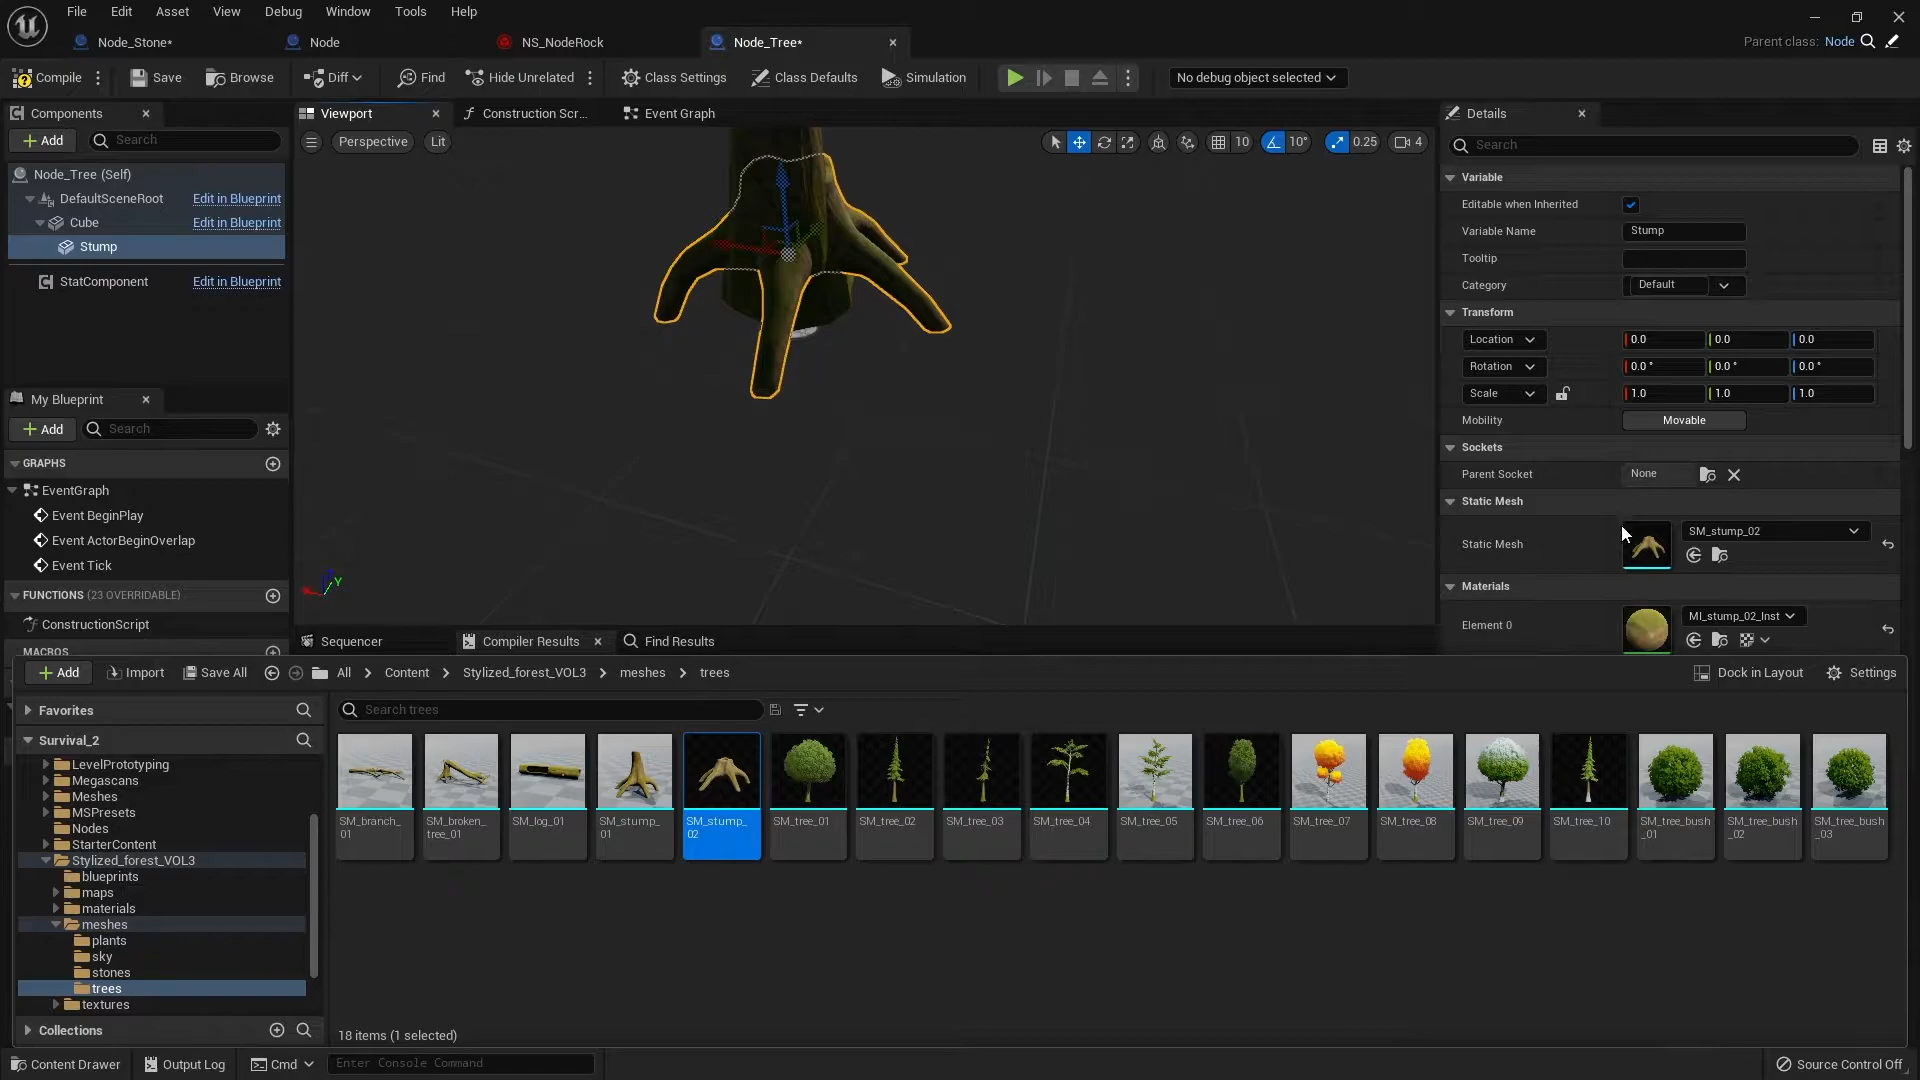 File Edit Asset View Debug Window Tools Help
Node_Stone* Node NS_NodeRock Node_Tree* Parent class: Node
Compile Save Browse Diff Find Hide Unrelated Class Settings Class Defaults Simulation No debug object selected
Components Viewport Construction Scr... Event Graph Details
Add Search Perspective Lit 10 10° 0.25 4 Search
Node_Tree (Self)
DefaultSceneRoot Edit in Blueprint
Cube Edit in Blueprint
Stump
StatComponent Edit in Blueprint
Variable
Editable when Inherited
Variable Name Stump
Tooltip
Category Default
Transform
Location 0.0 0.0 0.0
Rotation 0.0 ° 0.0 ° 0.0 °
Scale 1.0 1.0 1.0
Mobility Movable
Sockets
Parent Socket None
Static Mesh
Static Mesh SM_stump_02
Materials
Element 0 MI_stump_02_Inst
My Blueprint
Add Search
GRAPHS
EventGraph
Event BeginPlay
Event ActorBeginOverlap
Event Tick
FUNCTIONS (23 OVERRIDABLE)
ConstructionScript
MACROS
Y
Sequencer Compiler Results Find Results
Add Import Save All All Content Stylized_forest_VOL3 meshes trees Dock in Layout Settings
Favorites
Survival_2
LevelPrototyping
Megascans
Meshes
MSPresets
Nodes
StarterContent
Stylized_forest_VOL3
blueprints
maps
materials
meshes
plants
sky
stones
trees
textures
Collections
Search trees
SM_branch_
01
SM_broken_
tree_01
SM_log_01
SM_stump_
01
SM_stump_
02
SM_tree_01
SM_tree_02
SM_tree_03
SM_tree_04
SM_tree_05
SM_tree_06
SM_tree_07
SM_tree_08
SM_tree_09
SM_tree_10
SM_tree_bush
_01
SM_tree_bush
_02
SM_tree_bush
_03
18 items (1 selected)
Content Drawer Output Log Cmd Enter Console Command Source Control Off